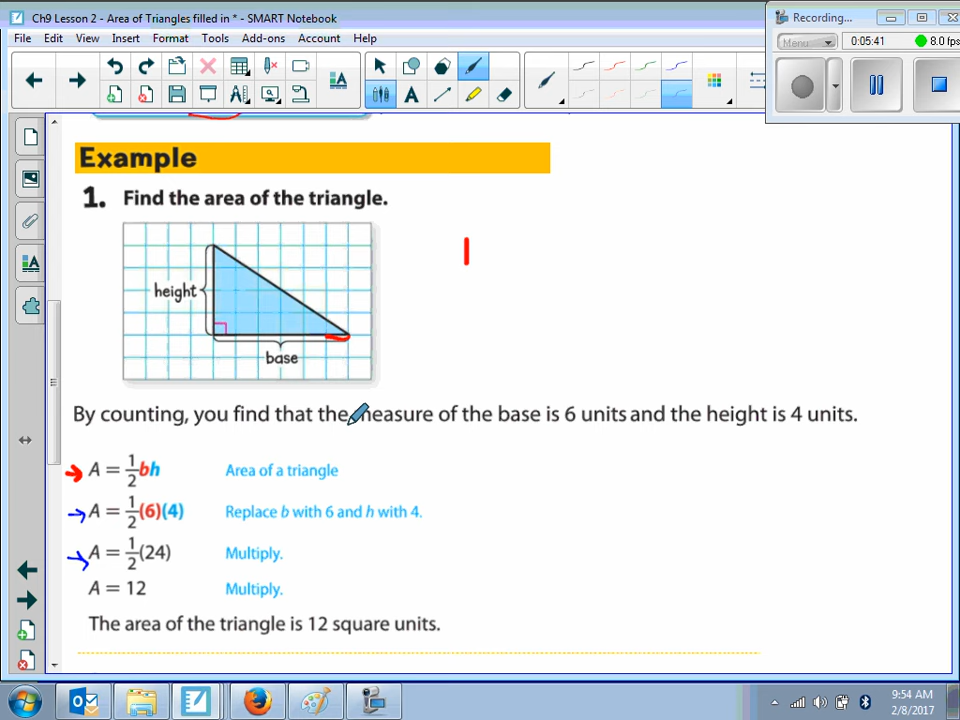 Ch9 Lesson 2 - Area of Triangles filled in * - SMART Notebook
Recording...
File Edit View Insert Format Tools Add-ons Account Help
Menu
0:05:41
8.0 fps
Example
1. Find the area of the triangle.
height
base
By counting, you find that the measure of the base is 6 units and the height is 4 units.
A = 1/2 bh Area of a triangle
A = 1/2 (6)(4) Replace b with 6 and h with 4.
A = 1/2 (24) Multiply.
A = 12 Multiply.
The area of the triangle is 12 square units.
9:54 AM
2/8/2017